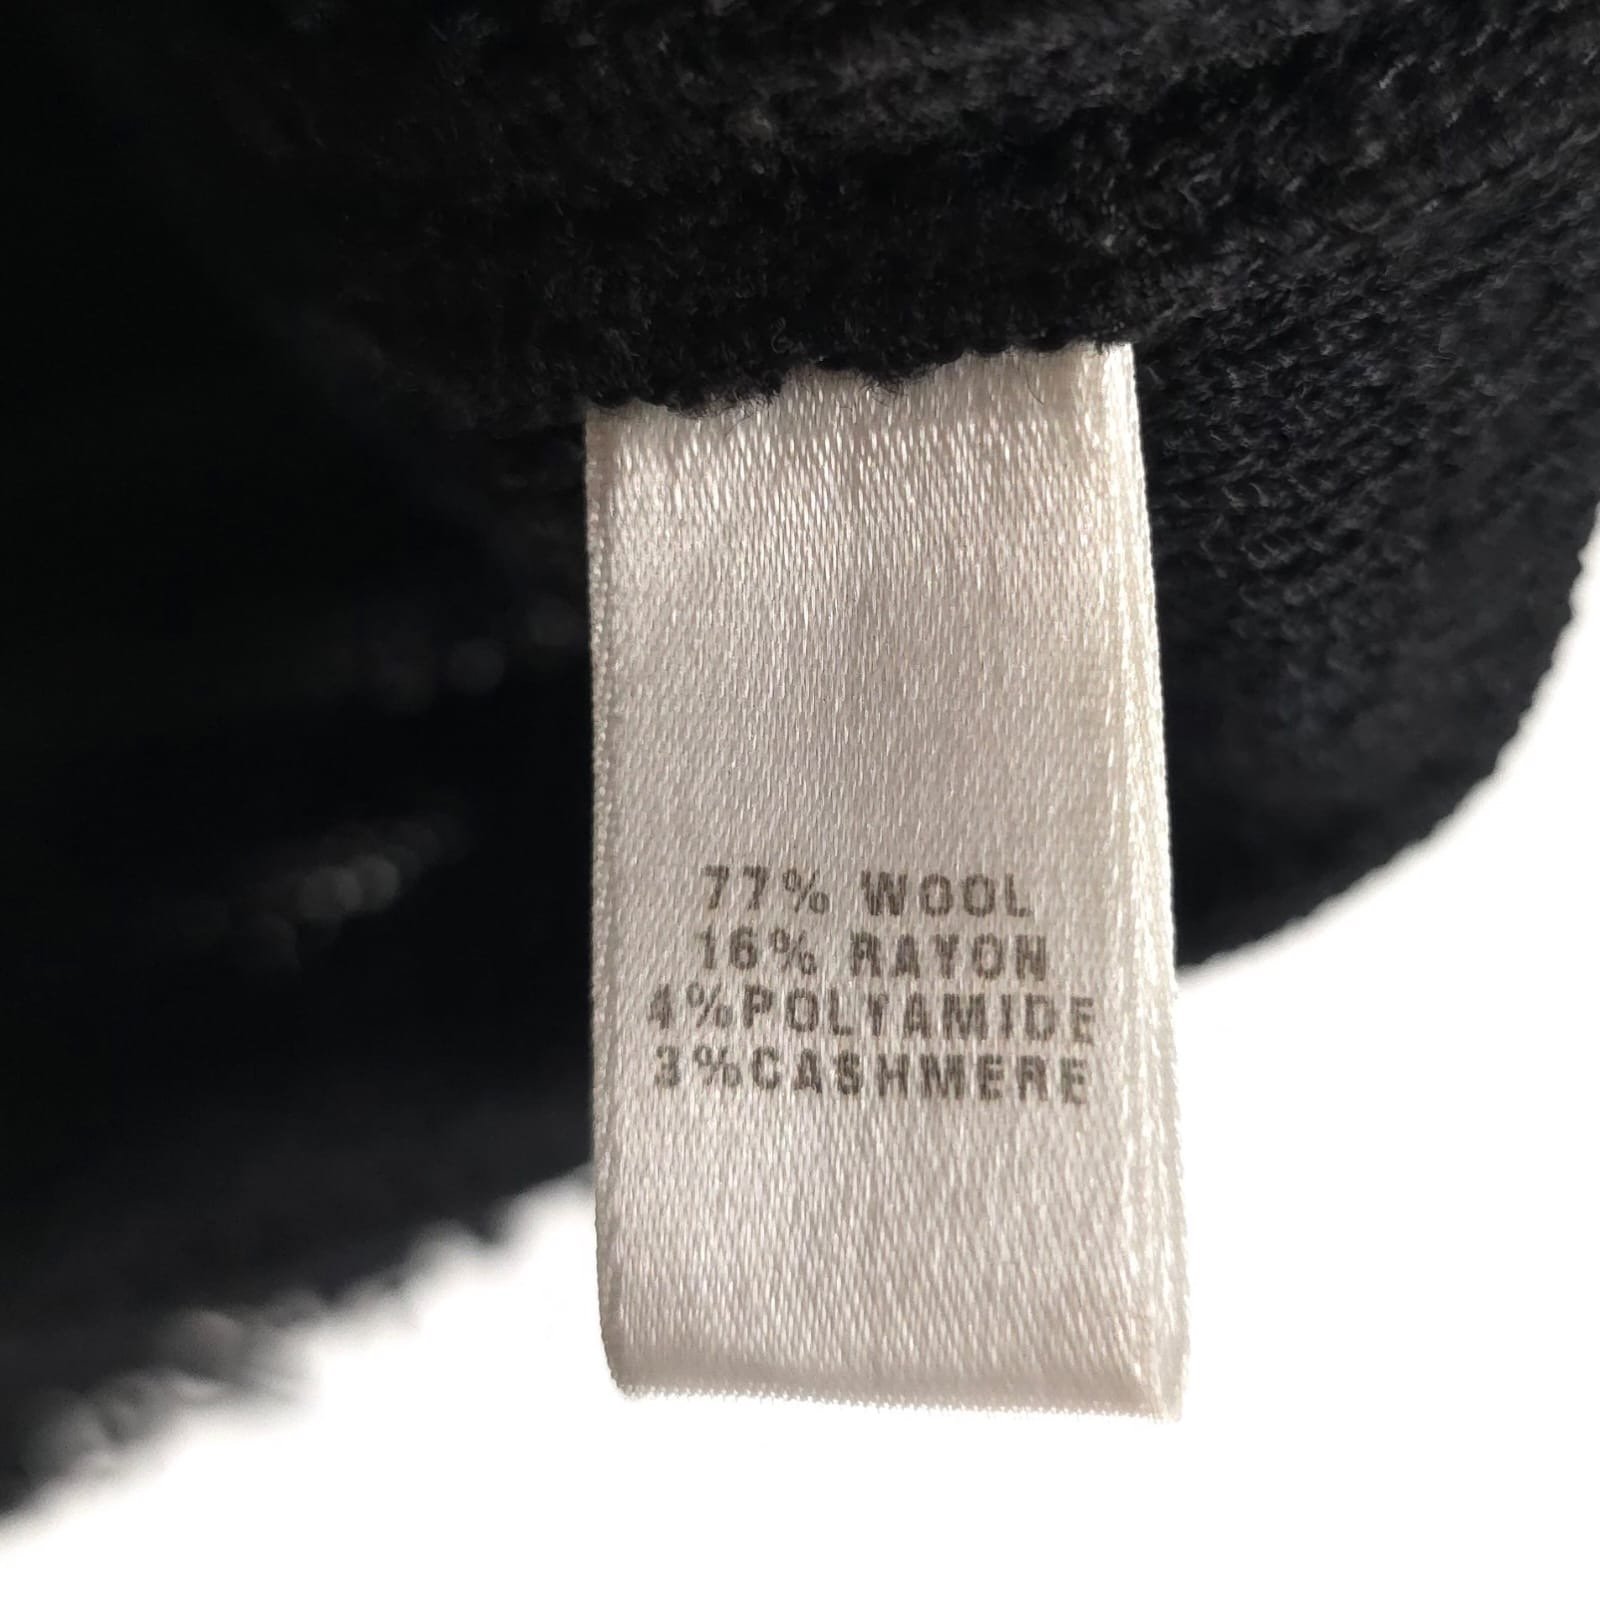 77% WOOL
16% RAYON
4%POLYAMIDE
3%CASHMERE